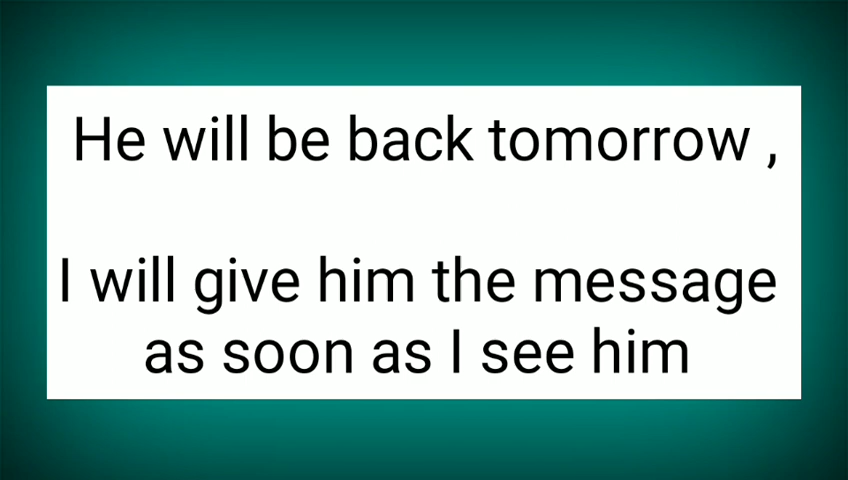 He will be back tomorrow ,
I will give him the message
as soon as I see him